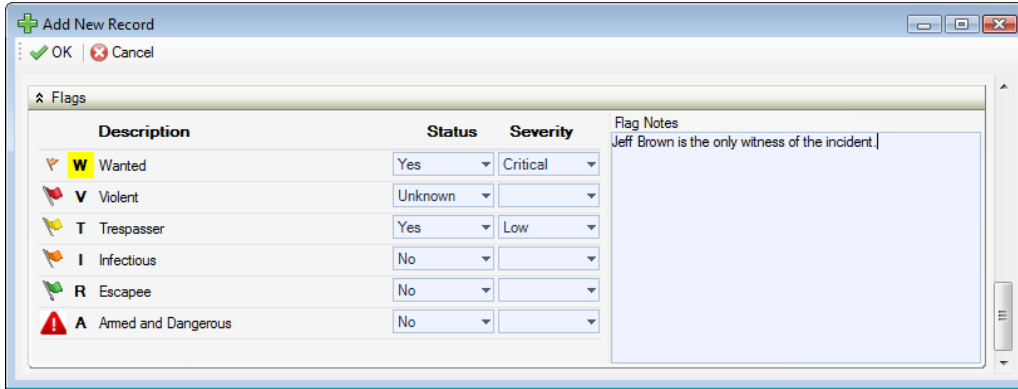 Add New Record
OK Cancel
Flags
Description Status Severity
W Wanted Yes Critical
V Violent Unknown
T Trespasser Yes Low
I Infectious No
R Escapee No
A Armed and Dangerous No
Flag Notes
Jeff Brown is the only witness of the incident.